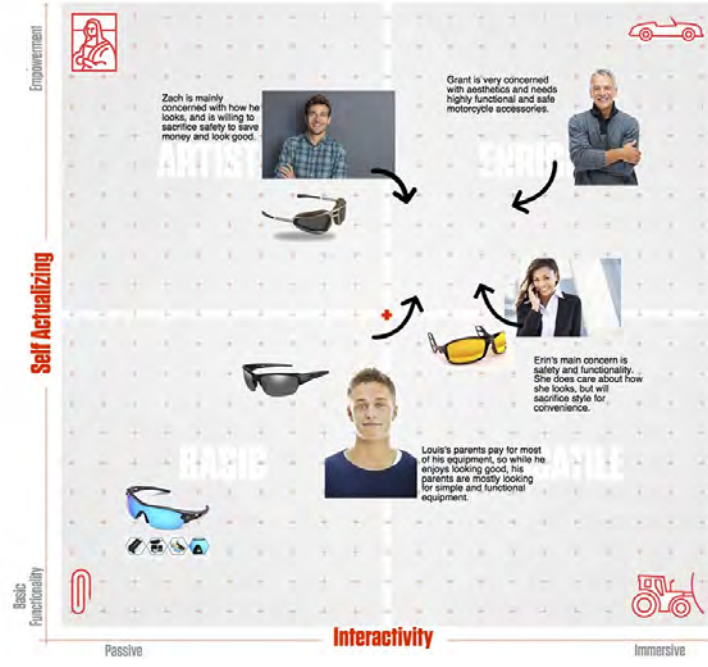 Empowerment
Self Actualizing
Basic
Functionality
Zach is mainly
concerned with how he
looks, and is willing to
sacrifice safety to save
money and look good.
ARTIST
Grant is very concerned
with aesthetics and needs
highly functional and safe
motorcycle accessories.
Erin's main concern is
safety and functionality.
She does care about how
she looks, but will
sacrifice style for
convenience.
BASIC
Louis's parents pay for most
of his equipment, so while he
enjoys looking good, his
parents are mostly looking
for simple and functional
equipment.
Passive
Interactivity
Immersive